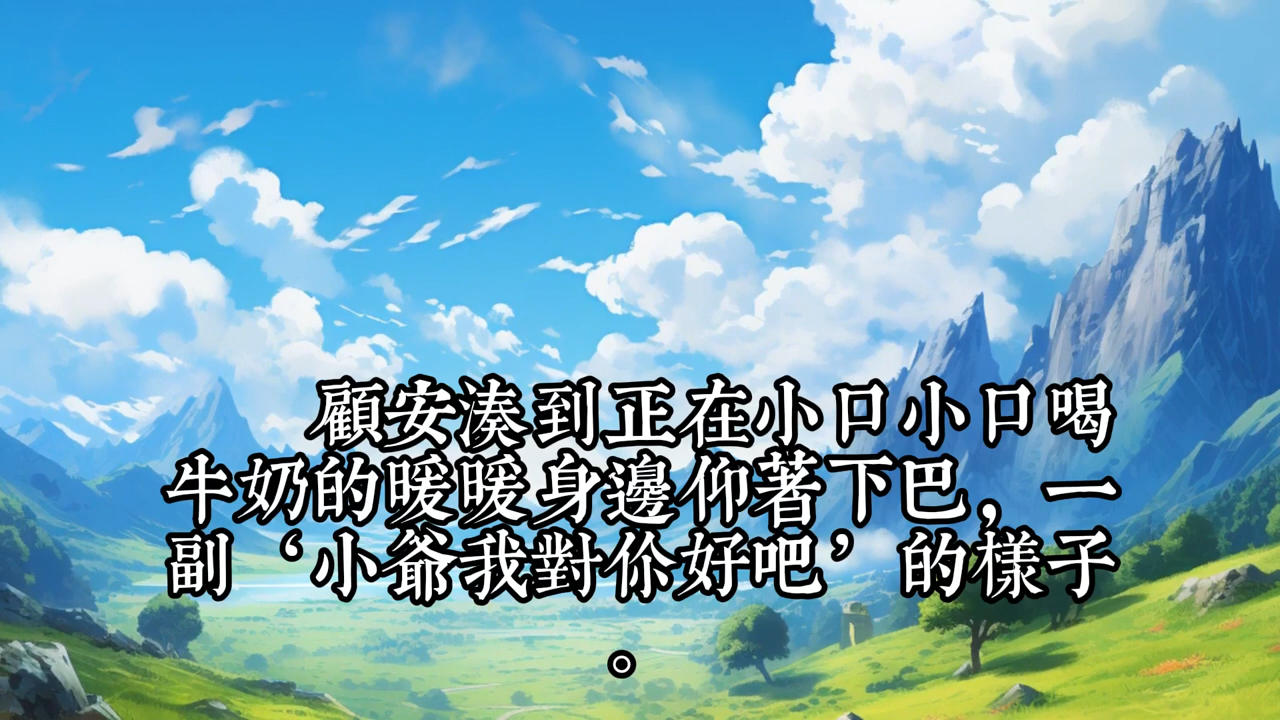 顧安湊到正在小口小口喝
牛奶的暖暖身邊仰著下巴，一
副‘小爺我對你好吧’的樣子
。